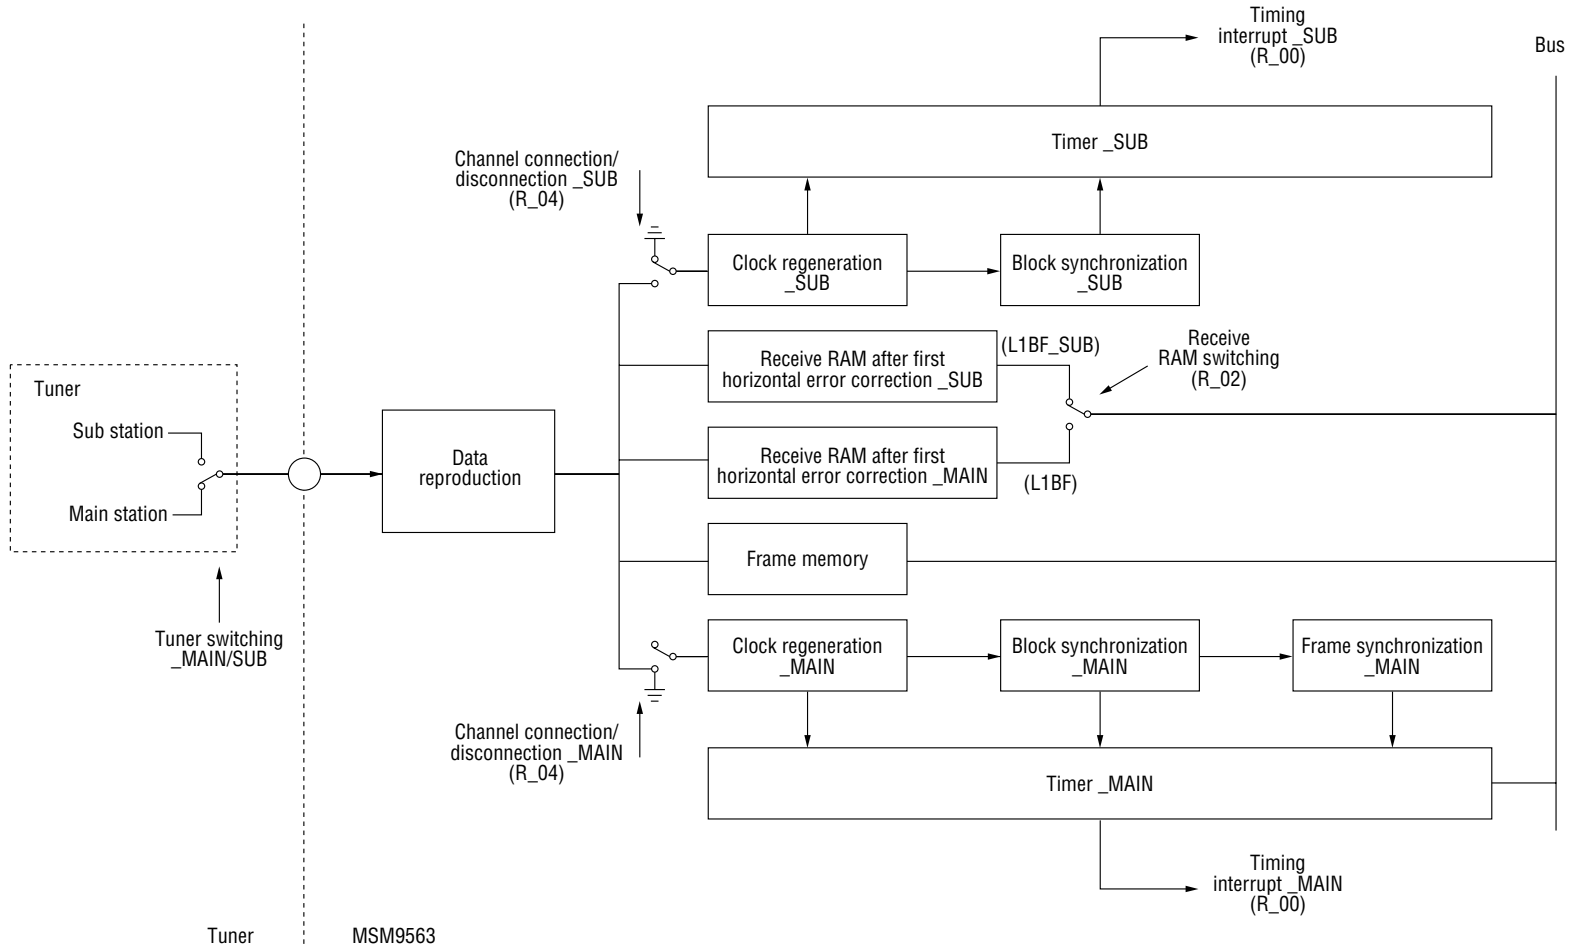 Timing
interrupt _SUB
(R_00)
Bus
Timer _SUB
Channel connection/
disconnection _SUB
(R_04)
Clock regeneration
_SUB
Block synchronization
_SUB
Receive RAM after first
horizontal error correction _SUB
(L1BF_SUB)
Receive
RAM switching
(R_02)
Tuner
Sub station
Main station
Data
reproduction
Receive RAM after first
horizontal error correction _MAIN
(L1BF)
Frame memory
Tuner switching
_MAIN/SUB
Clock regeneration
_MAIN
Block synchronization
_MAIN
Frame synchronization
_MAIN
Channel connection/
disconnection _MAIN
(R_04)
Timer _MAIN
Timing
interrupt _MAIN
(R_00)
Tuner
MSM9563